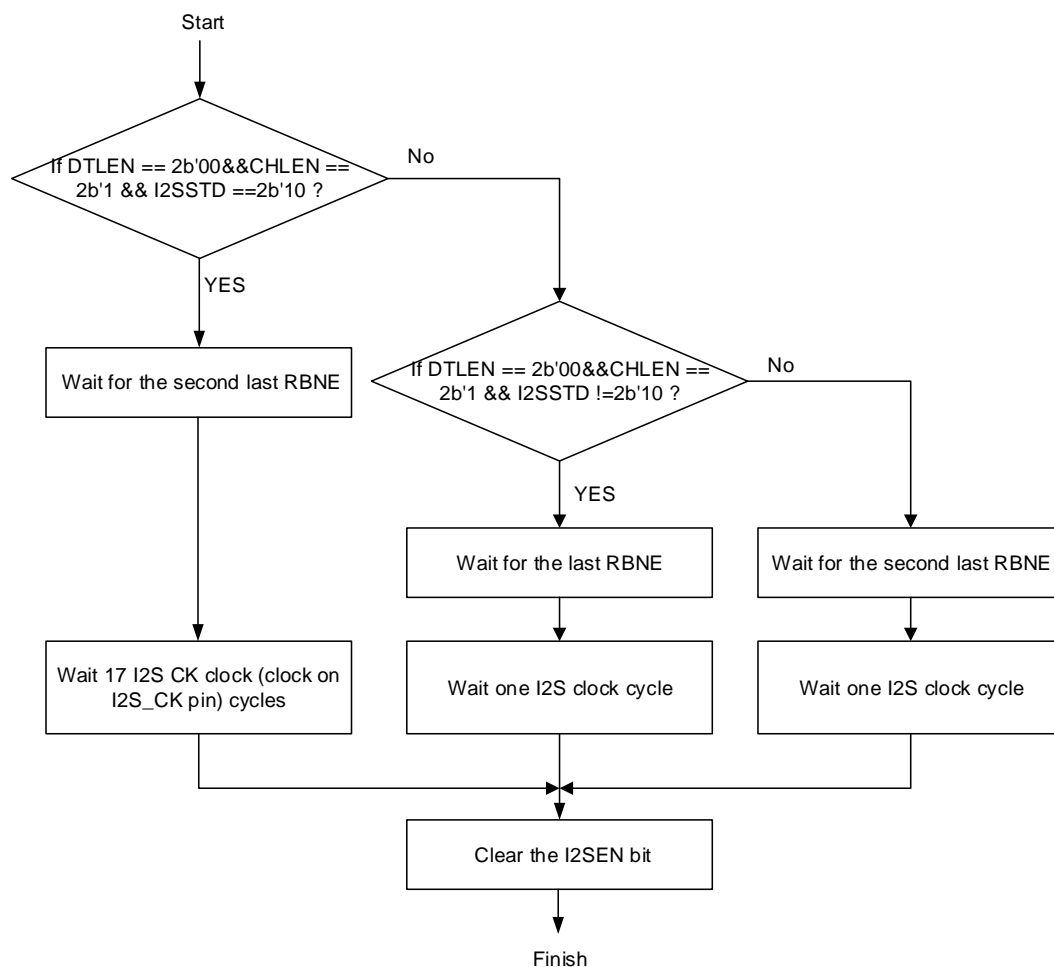 Start
If DTLEN == 2b'00&&CHLEN ==
2b'1 && I2SSTD ==2b'10 ?
No
YES
Wait for the second last RBNE
If DTLEN == 2b'00&&CHLEN ==
2b'1 && I2SSTD !=2b'10 ?
No
YES
Wait for the last RBNE
Wait for the second last RBNE
Wait 17 I2S CK clock (clock on
I2S_CK pin) cycles
Wait one I2S clock cycle
Wait one I2S clock cycle
Clear the I2SEN bit
Finish